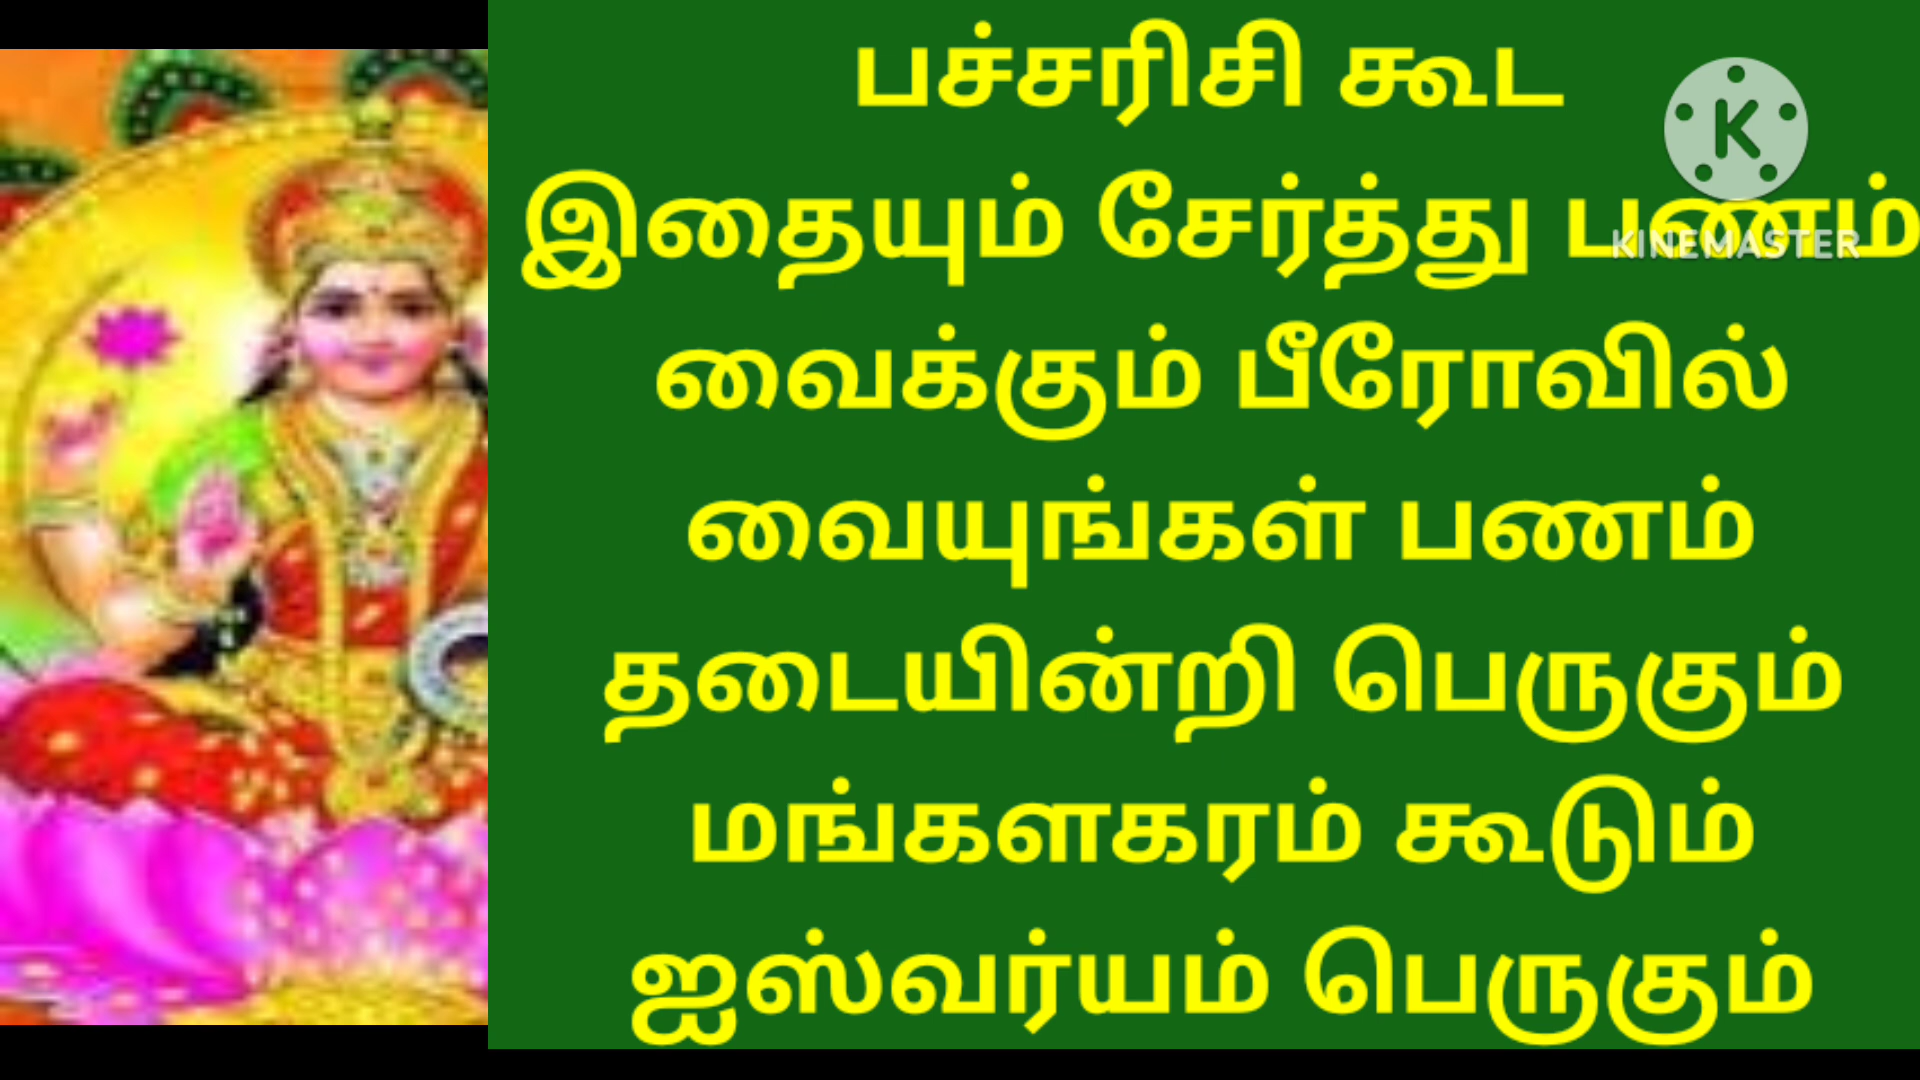 பச்சரிசி கூட
இதையும் சேர்த்து பணம்
வைக்கும் பீரோவில்
வையுங்கள் பணம்
தடையின்றி பெருகும்
மங்களகரம் கூடும்
ஐஸ்வர்யம் பெருகும்
K
KINEMASTER